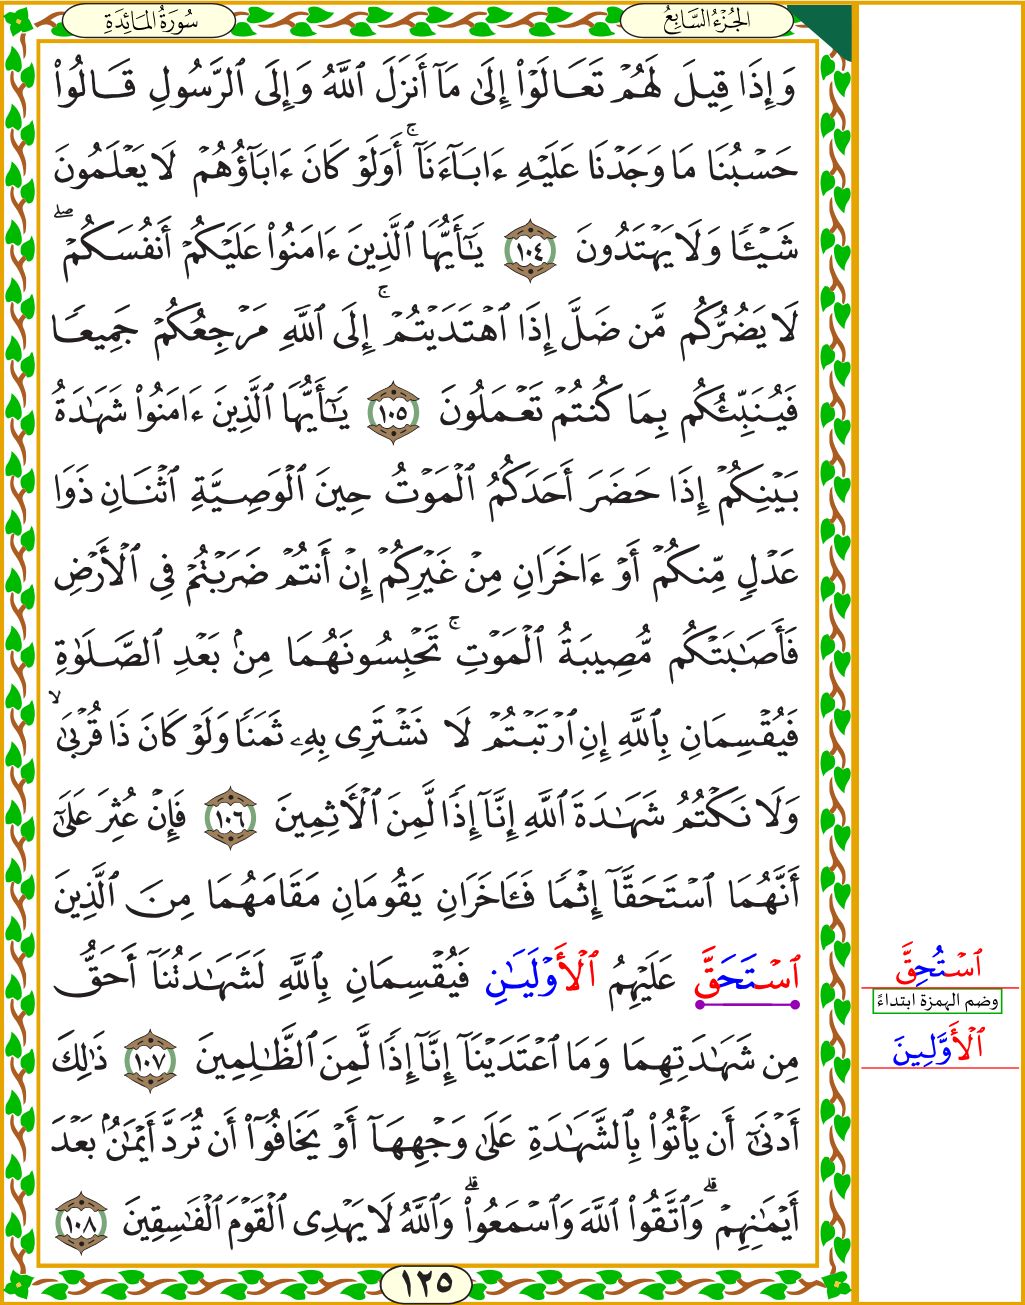 الجُزْءُ السَّابِعُ
سُورَةُ المَائِدَةِ
وَإِذَا قِيلَ لَهُمْ تَعَالَوْا۟ إِلَىٰ مَآ أَنزَلَ ٱللَّهُ وَإِلَى ٱلرَّسُولِ قَالُوا۟
حَسْبُنَا مَا وَجَدْنَا عَلَيْهِ ءَابَآءَنَآ ۚ أَوَلَوْ كَانَ ءَابَآؤُهُمْ لَا يَعْلَمُونَ
شَيْـًٔا وَلَا يَهْتَدُونَ ١٠٤ يَـٰٓأَيُّهَا ٱلَّذِينَ ءَامَنُوا۟ عَلَيْكُمْ أَنفُسَكُمْ ۖ
لَا يَضُرُّكُم مَّن ضَلَّ إِذَا ٱهْتَدَيْتُمْ ۚ إِلَى ٱللَّهِ مَرْجِعُكُمْ جَمِيعًا
فَيُنَبِّئُكُم بِمَا كُنتُمْ تَعْمَلُونَ ١٠٥ يَـٰٓأَيُّهَا ٱلَّذِينَ ءَامَنُوا۟ شَهَـٰدَةُ
بَيْنِكُمْ إِذَا حَضَرَ أَحَدَكُمُ ٱلْمَوْتُ حِينَ ٱلْوَصِيَّةِ ٱثْنَانِ ذَوَا
عَدْلٍ مِّنكُمْ أَوْ ءَاخَرَانِ مِنْ غَيْرِكُمْ إِنْ أَنتُمْ ضَرَبْتُمْ فِى ٱلْأَرْضِ
فَأَصَـٰبَتْكُم مُّصِيبَةُ ٱلْمَوْتِ ۚ تَحْبِسُونَهُمَا مِنۢ بَعْدِ ٱلصَّلَوٰةِ
فَيُقْسِمَانِ بِٱللَّهِ إِنِ ٱرْتَبْتُمْ لَا نَشْتَرِى بِهِۦ ثَمَنًا وَلَوْ كَانَ ذَا قُرْبَىٰ ۙ
وَلَا نَكْتُمُ شَهَـٰدَةَ ٱللَّهِ إِنَّآ إِذًا لَّمِنَ ٱلْـَٔاثِمِينَ ١٠٦ فَإِنْ عُثِرَ عَلَىٰٓ
أَنَّهُمَا ٱسْتَحَقَّآ إِثْمًا فَـَٔاخَرَانِ يَقُومَانِ مَقَامَهُمَا مِنَ ٱلَّذِينَ
ٱسْتَحَقَّ عَلَيْهِمُ ٱلْأَوْلَيَـٰنِ فَيُقْسِمَانِ بِٱللَّهِ لَشَهَـٰدَتُنَآ أَحَقُّ
مِن شَهَـٰدَتِهِمَا وَمَا ٱعْتَدَيْنَآ إِنَّآ إِذًا لَّمِنَ ٱلظَّـٰلِمِينَ ١٠٧ ذَٰلِكَ
أَدْنَىٰٓ أَن يَأْتُوا۟ بِٱلشَّهَـٰدَةِ عَلَىٰ وَجْهِهَآ أَوْ يَخَافُوٓا۟ أَن تُرَدَّ أَيْمَـٰنٌۢ بَعْدَ
أَيْمَـٰنِهِمْ ۗ وَٱتَّقُوا۟ ٱللَّهَ وَٱسْمَعُوا۟ ۗ وَٱللَّهُ لَا يَهْدِى ٱلْقَوْمَ ٱلْفَـٰسِقِينَ ١٠٨
١٢٥
ٱسْتُحِقَّ
وضم الهمزة ابتداءً
ٱلْأَوَّلِينَ